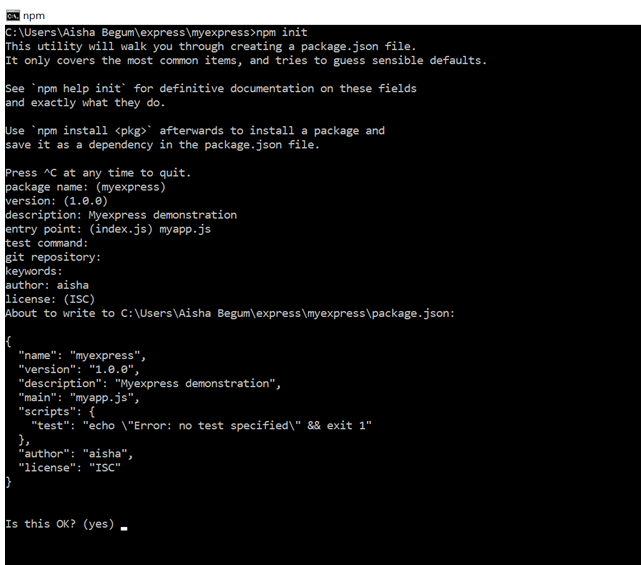 npm
C:\Users\Aisha Begum\express\myexpress>npm init
This utility will walk you through creating a package.json file.
It only covers the most common items, and tries to guess sensible defaults.
See `npm help init` for definitive documentation on these fields
and exactly what they do.
Use `npm install <pkg>` afterwards to install a package and
save it as a dependency in the package.json file.
Press ^C at any time to quit.
package name: (myexpress)
version: (1.0.0)
description: Myexpress demonstration
entry point: (index.js) myapp.js
test command:
git repository:
keywords:
author: aisha
license: (ISC)
About to write to C:\Users\Aisha Begum\express\myexpress\package.json:
{
  "name": "myexpress",
  "version": "1.0.0",
  "description": "Myexpress demonstration",
  "main": "myapp.js",
  "scripts": {
    "test": "echo \"Error: no test specified\" && exit 1"
  },
  "author": "aisha",
  "license": "ISC"
}
Is this OK? (yes)